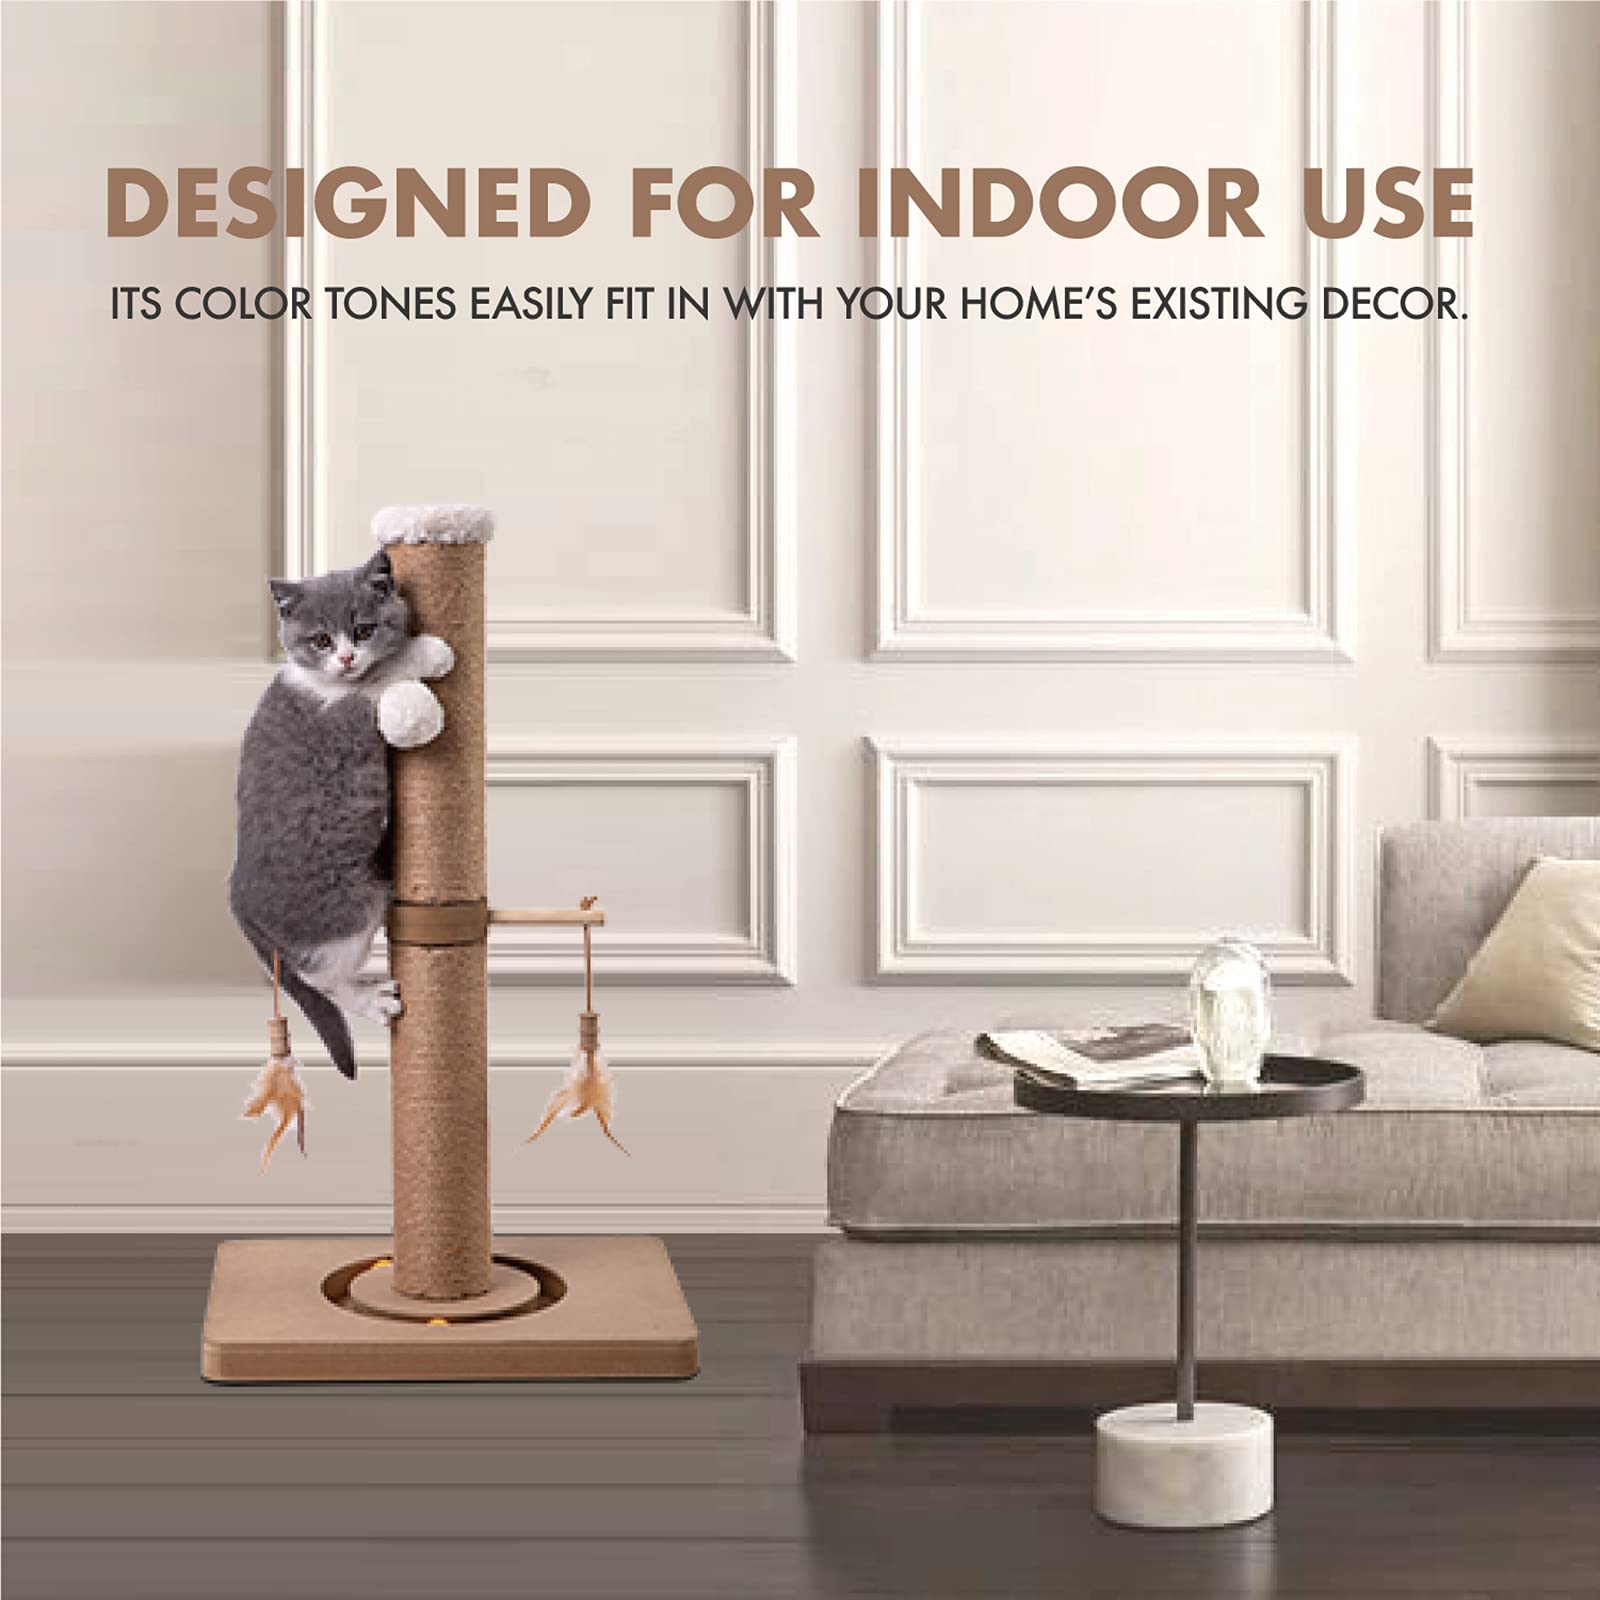 DESIGNED FOR INDOOR USE
ITS COLOR TONES EASILY FIT IN WITH YOUR HOME’S EXISTING DECOR.